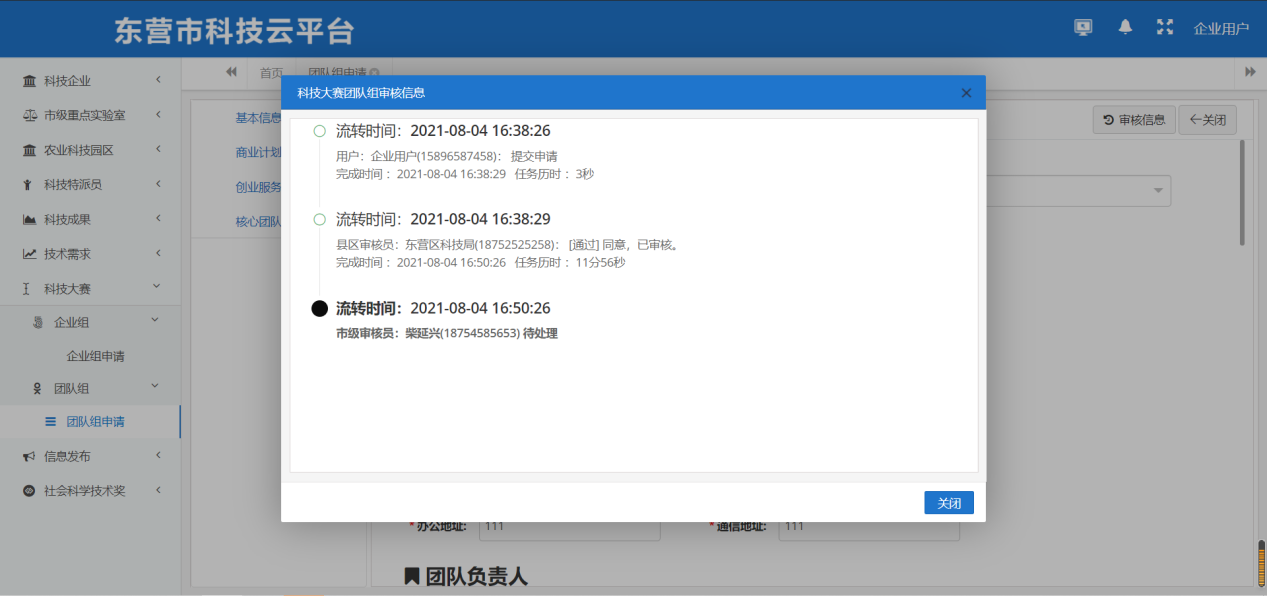 东营市科技云平台
企业用户
科技企业
市级重点实验室
农业科技园区
科技特派员
科技成果
技术需求
科技大赛
企业组
企业组申请
团队组
团队组申请
信息发布
社会科学技术奖
首页
团队组申请
基本信息
商业计划
创业服务
核心团队
审核信息
关闭
科技大赛团队组审核信息
流转时间：2021-08-04 16:38:26
用户：企业用户(15896587458)： 提交申请
完成时间 ：2021-08-04 16:38:29 任务历时 ：3秒
流转时间：2021-08-04 16:38:29
县区审核员：东营区科技局(18752525258)： [通过] 同意，已审核。
完成时间 ：2021-08-04 16:50:26 任务历时 ：11分56秒
流转时间：2021-08-04 16:50:26
市级审核员：柴延兴(18754585653) 待处理
关闭
*办公地址: 111
*通信地址: 111
团队负责人